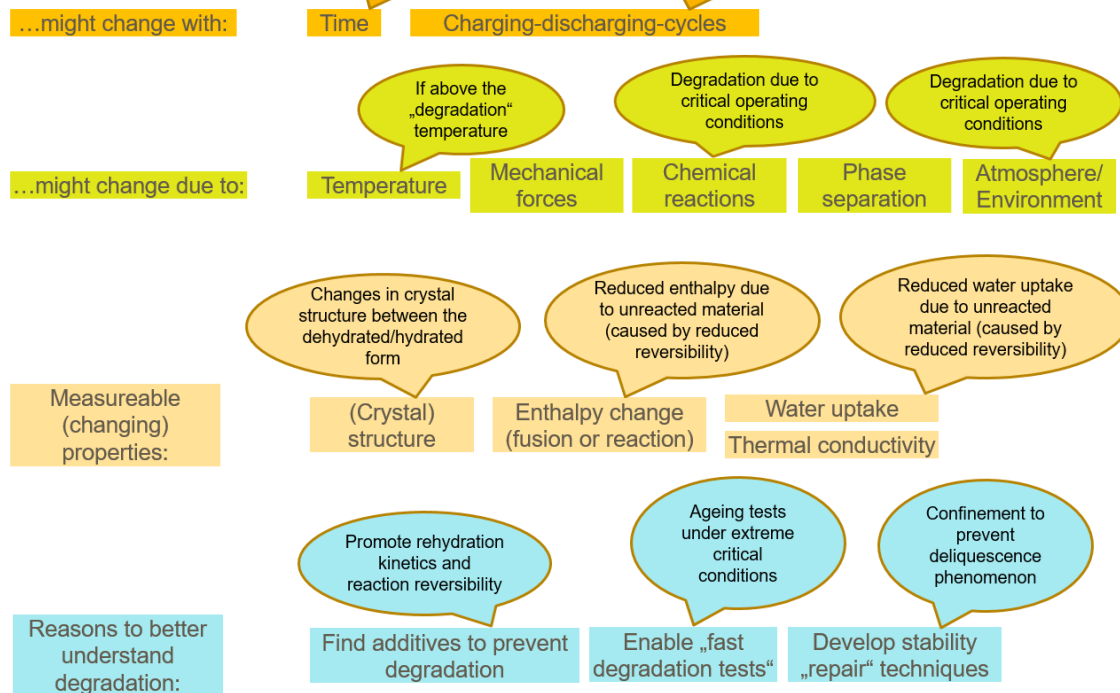 …might change with:
Time
Charging-discharging-cycles
If above the
„degradation“
temperature
Degradation due to
critical operating
conditions
Degradation due to
critical operating
conditions
…might change due to:
Temperature
Mechanical
forces
Chemical
reactions
Phase
separation
Atmosphere/
Environment
Changes in crystal
structure between the
dehydrated/hydrated
form
Reduced enthalpy due
to unreacted material
(caused by reduced
reversibility)
Reduced water uptake
due to unreacted
material (caused by
reduced reversibility)
Measureable
(changing)
properties:
(Crystal)
structure
Enthalpy change
(fusion or reaction)
Water uptake
Thermal conductivity
Promote rehydration
kinetics and
reaction reversibility
Ageing tests
under extreme
critical
conditions
Confinement to
prevent
deliquescence
phenomenon
Reasons to better
understand
degradation:
Find additives to prevent
degradation
Enable „fast
degradation tests“
Develop stability
„repair“ techniques